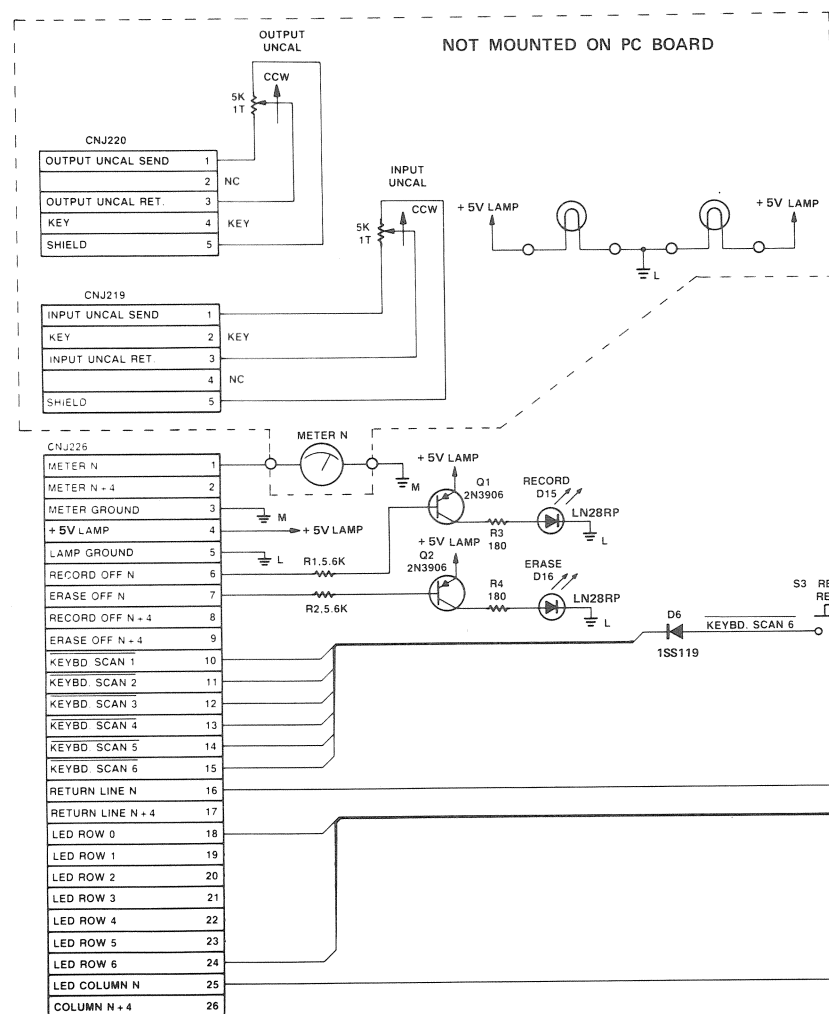 NOT MOUNTED ON PC BOARD
OUTPUT
UNCAL
CCW
5K
1T
CNJ220
OUTPUT UNCAL SEND 1
2 NC
OUTPUT UNCAL RET. 3
KEY 4 KEY
SHIELD 5
INPUT
UNCAL
CCW
5K
1T
+5V LAMP
+5V LAMP
L
CNJ219
INPUT UNCAL SEND 1
KEY 2 KEY
INPUT UNCAL RET. 3
4 NC
SHIELD 5
METER N
M
CNJ226
METER N 1
METER N+4 2
METER GROUND 3
M
+5V LAMP 4
+5V LAMP
LAMP GROUND 5
L
RECORD OFF N 6
ERASE OFF N 7
RECORD OFF N+4 8
ERASE OFF N+4 9
KEYBD SCAN 1 10
KEYBD. SCAN 2 11
KEYBD. SCAN 3 12
KEYBD. SCAN 4 13
KEYBD. SCAN 5 14
KEYBD. SCAN 6 15
RETURN LINE N 16
RETURN LINE N+4 17
LED ROW 0 18
LED ROW 1 19
LED ROW 2 20
LED ROW 3 21
LED ROW 4 22
LED ROW 5 23
LED ROW 6 24
LED COLUMN N 25
COLUMN N+4 26
+5V LAMP
Q1
2N3906
RECORD
D15
LN28RP
R3
180
L
R1,5.6K
+5V LAMP
Q2
2N3906
ERASE
D16
LN28RP
R4
180
L
R2,5.6K
D6
1SS119
KEYBD. SCAN 6
S3 RE
RE